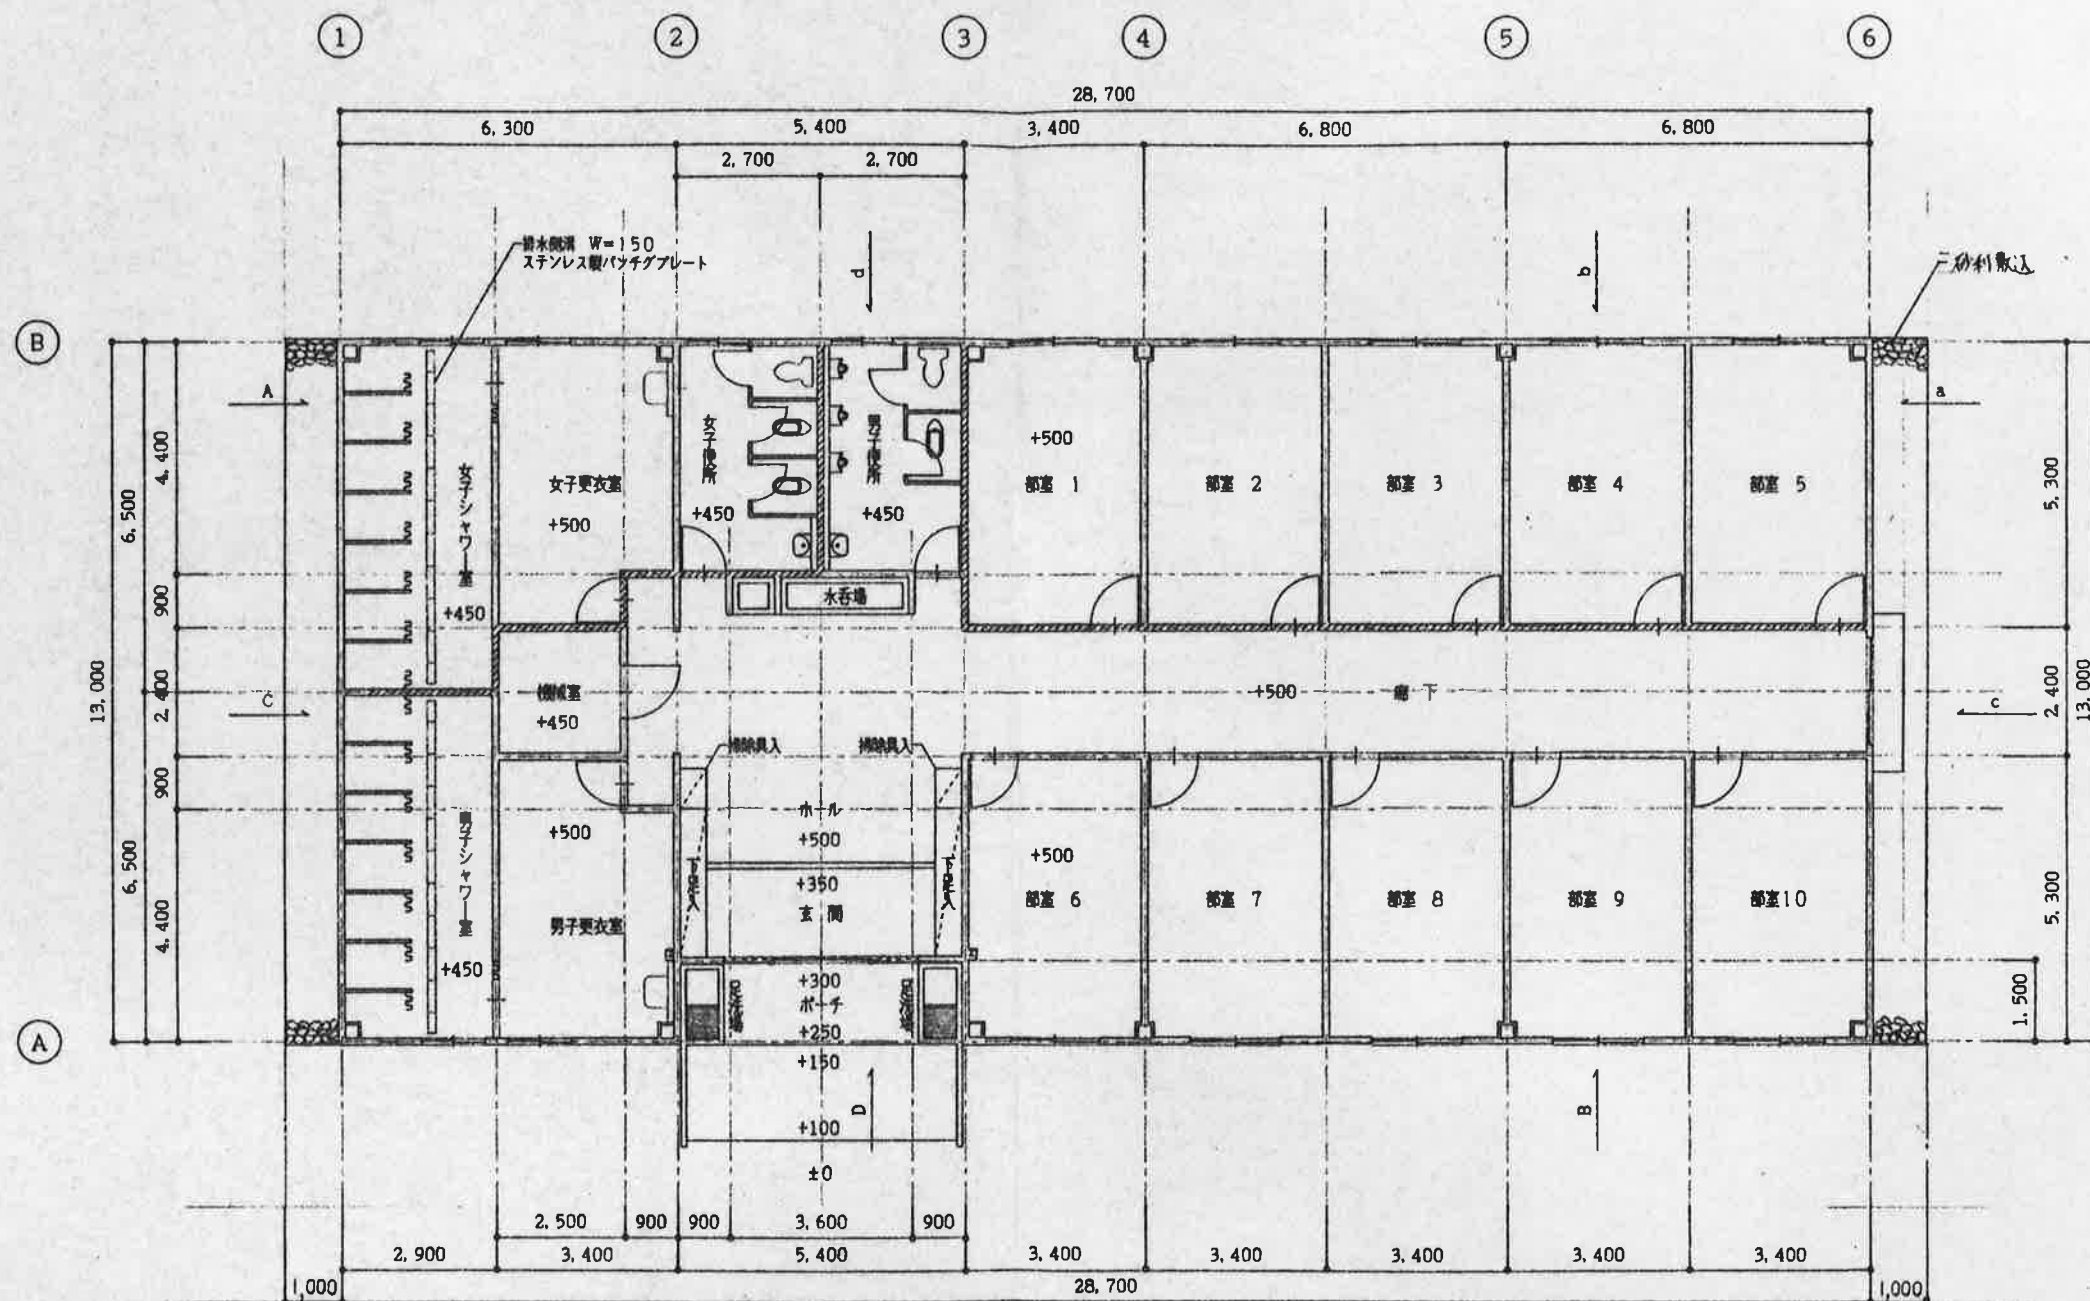 1 2 3 4 5 6
28,700
6,300 5,400 3,400 6,800 6,800
2,700 2,700
排水側溝 W=150
ステンレス製パンチグプレート
d
b
砂利敷込
B
A
a
4,400
6,500
900
13,000
2,400
C
900
6,500
4,400
A
女子シャワー室
+450
女子更衣室
+500
女子便所
+450
男子便所
+450
水呑場
+500
部室 1
部室 2
部室 3
部室 4
部室 5
5,300
2,400
13,000
c
5,300
1,500
機械室
+450
+500 廊下
掃除具入 掃除具入
ホール
+500
+350
玄関
+500
男子更衣室
男子シャワー室
+450
+500
部室 6
部室 7
部室 8
部室 9
部室10
+300
ポーチ
+250
+150
+100
±0
D
B
2,500 900 900 3,600 900
2,900 3,400 5,400 3,400 3,400 3,400 3,400 3,400
1,000 28,700 1,000